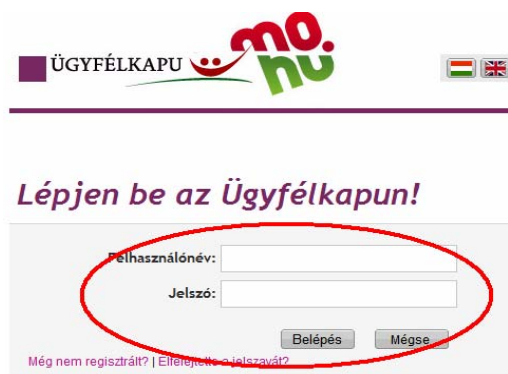 ÜGYFÉLKAPU mo.hu
Lépjen be az Ügyfélkapun!
Felhasználónév:
Jelszó:
Belépés Mégse
Még nem regisztrált? | Elfelejtette a jelszavát?